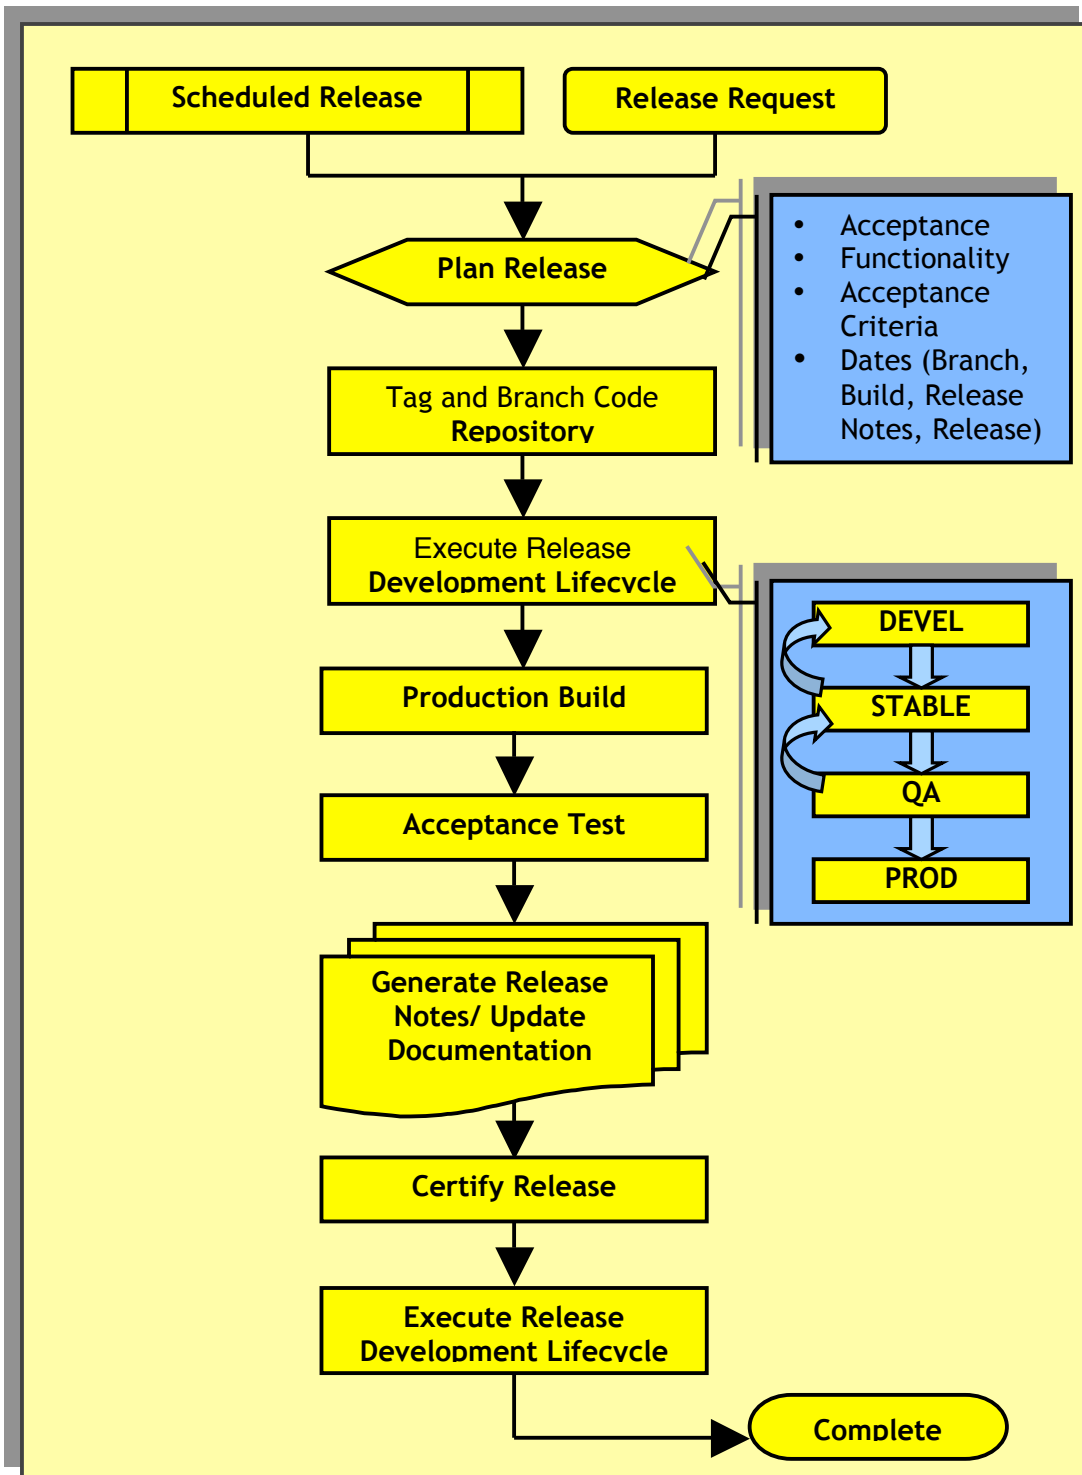 Scheduled Release
Release Request
Plan Release
• Acceptance
• Functionality
• Acceptance
Criteria
• Dates (Branch,
Build, Release
Notes, Release)
Tag and Branch Code
Repository
Execute Release
Development Lifecycle
DEVEL
STABLE
QA
PROD
Production Build
Acceptance Test
Generate Release
Notes/ Update
Documentation
Certify Release
Execute Release
Development Lifecycle
Complete